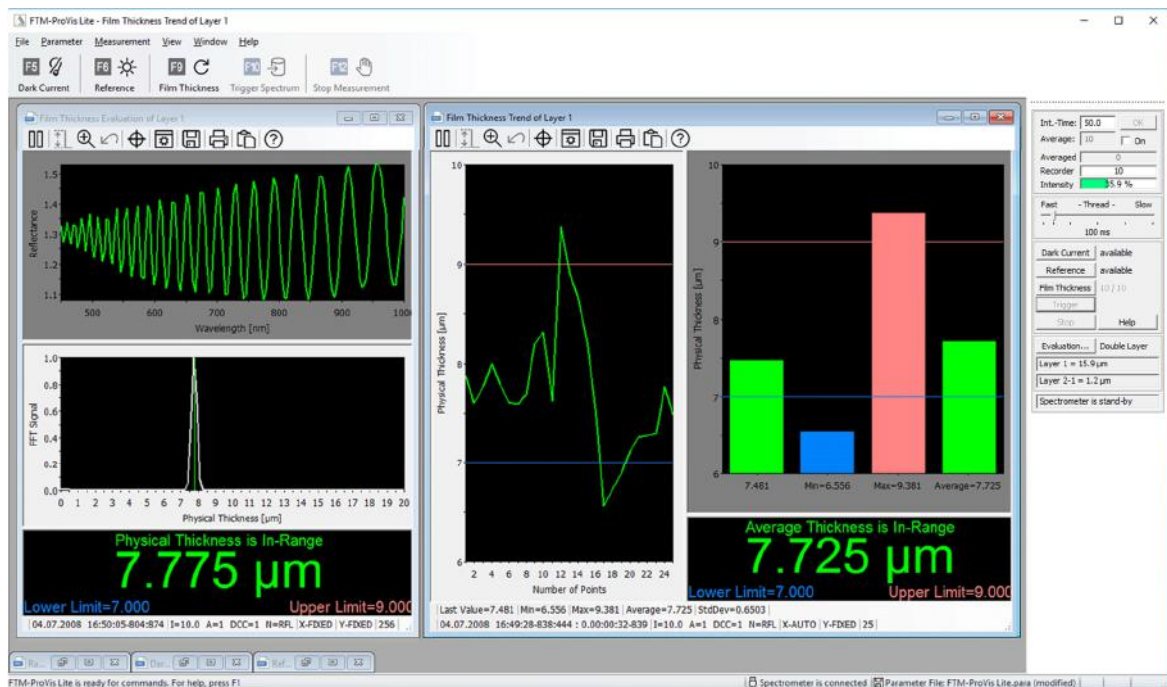 FTM-ProVis Lite - Film Thickness Trend of Layer 1
File Parameter Measurement View Window Help
F5 F6 F9 F10 F12
Dark Current Reference Film Thickness Trigger Spectrum Stop Measurement
Film Thickness Evaluation of Layer 1
1.5
1.4
1.3
1.2
1.1
Reflectance
500 600 700 800 900 1000
Wavelength [nm]
1.0
0.8
0.6
0.4
0.2
0.0
FFT Signal
0 1 2 3 4 5 6 7 8 9 10 11 12 13 14 15 16 17 18 19 20
Physical Thickness [µm]
Physical Thickness is In-Range
7.775 µm
Lower Limit=7.000 Upper Limit=9.000
04.07.2008 16:50:05-804:874 I=10.0 A=1 DCC=1 N=RFL X-FIXED Y-FIXED 256
Film Thickness Trend of Layer 1
10
9
8
7
6
Physical Thickness [µm]
2 4 6 8 10 12 14 16 18 20 22 24
Number of Points
10
9
8
7
6
Physical Thickness [µm]
7.481 Min=6.556 Max=9.381 Average=7.725
Average Thickness is In-Range
7.725 µm
Lower Limit=7.000 Upper Limit=9.000
Last Value=7.481 Min=6.556 Max=9.381 Average=7.725 StdDev=0.6503
04.07.2008 16:49:28-838:444 : 0.00:00:32-839 I=10.0 A=1 DCC=1 N=RFL X-AUTO Y-FIXED 25
Int.-Time: 50.0 OK
Average: 10 On
Averaged 0
Recorder 10
Intensity 35.9 %
Fast - Thread - Slow
100 ms
Dark Current available
Reference available
Film Thickness 10 / 10
Trigger
Stop Help
Evaluation... Double Layer
Layer 1 = 15.9 µm
Layer 2-1 = 1.2 µm
Spectrometer is stand-by
Ra... Dar... Ref...
FTM-ProVis Lite is ready for commands. For help, press F1
Spectrometer is connected Parameter File: FTM-ProVis Lite.para (modified)